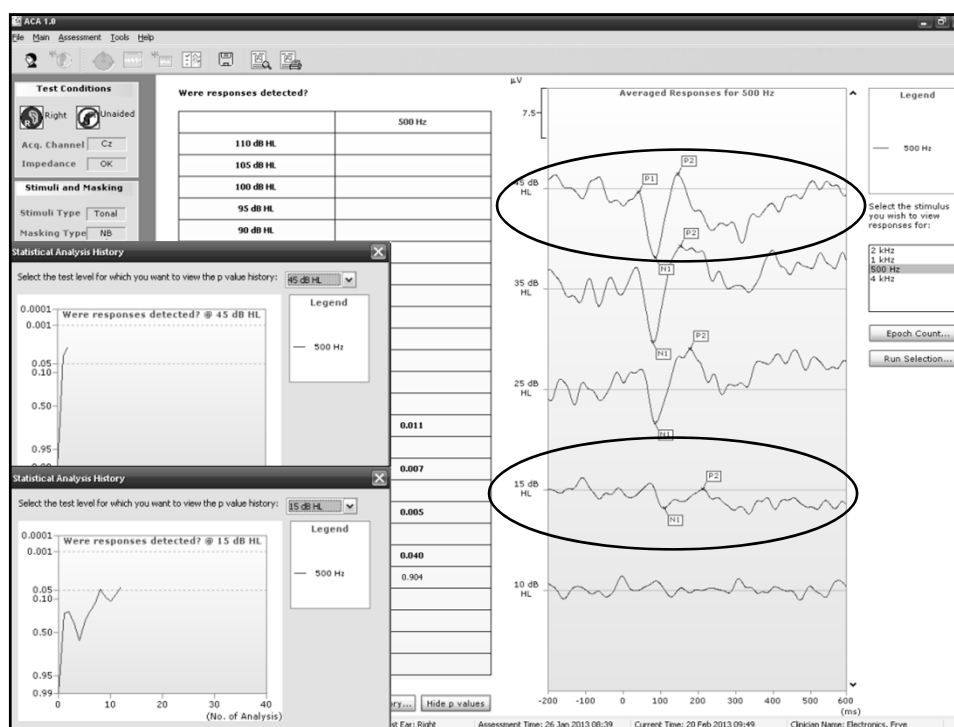 ACA 1.0
File Main Assessment Tools Help
Test Conditions
Right Unaided
Acq. Channel Cz
Impedance OK
Stimuli and Masking
Stimuli Type Tonal
Masking Type NB
Were responses detected?
500 Hz
110 dB HL
105 dB HL
100 dB HL
95 dB HL
90 dB HL
0.011
0.007
0.005
0.040
0.904
Hide p values
Statistical Analysis History
Select the test level for which you want to view the p value history: 45 dB HL
Were responses detected? @ 45 dB HL
0.0001
0.001
0.05
0.10
0.50
0.95
Legend
500 Hz
Statistical Analysis History
Select the test level for which you want to view the p value history: 15 dB HL
Were responses detected? @ 15 dB HL
0.0001
0.001
0.05
0.10
0.50
0.95
0.99
0 10 20 30 40
(No. of Analysis)
Legend
500 Hz
µV
7.5
Averaged Responses for 500 Hz
45 dB HL
P1 P2
N1
35 dB HL
P2
N1
25 dB HL
P2
N1
15 dB HL
P2
N1
10 dB HL
-200 -100 0 100 200 300 400 500 600
(ms)
Legend
500 Hz
Select the stimulus
you wish to view
responses for:
2 kHz
1 kHz
500 Hz
4 kHz
Epoch Count...
Run Selection...
Ear: Right Assessment Time: 26 Jan 2013 08:39 Current Time: 20 Feb 2013 09:49 Clinician Name: Electronics, Frye